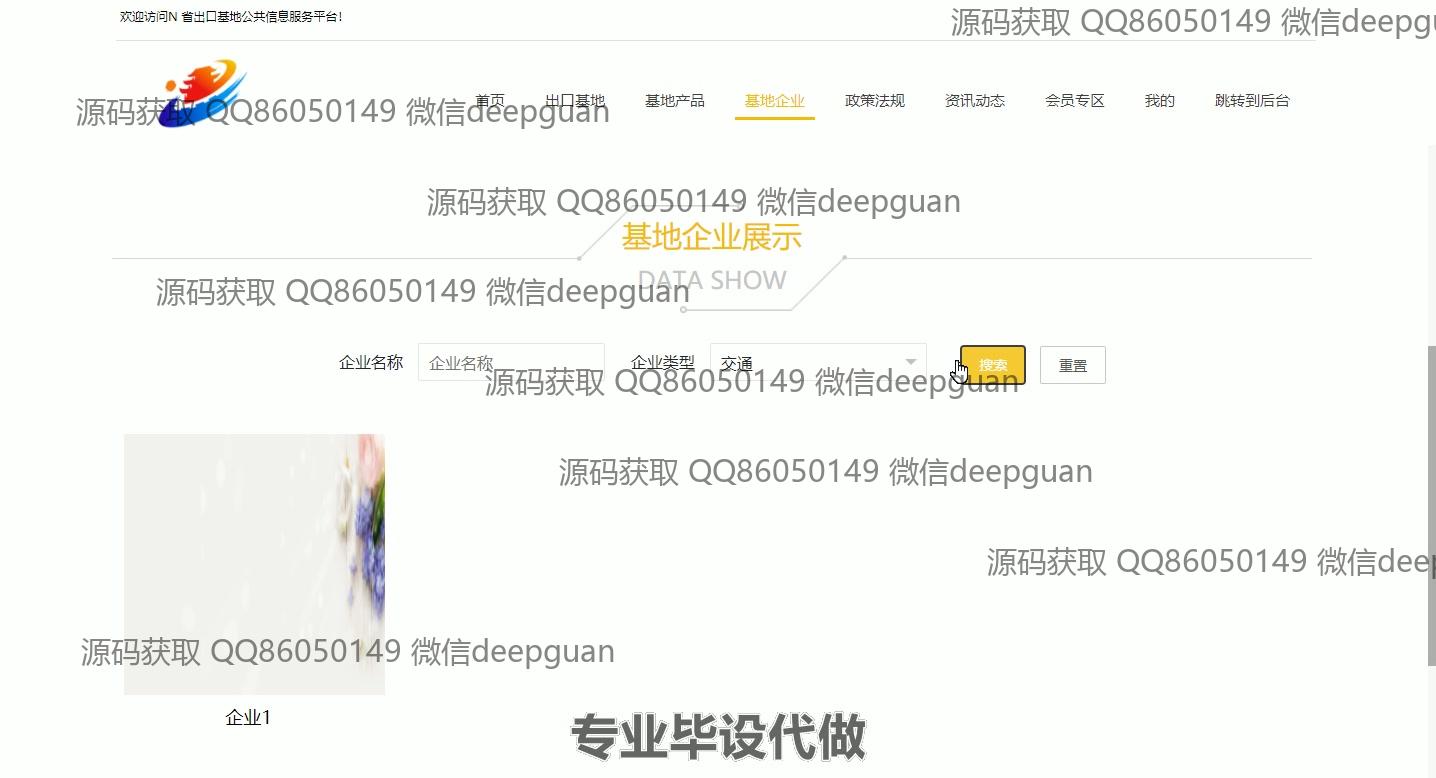 欢迎访问N 省出口基地公共信息服务平台！
源码获取 QQ86050149 微信deepgu
首页 出口基地 基地产品 基地企业 政策法规 资讯动态 会员专区 我的 跳转到后台
源码获取 QQ86050149 微信deepguan
源码获取 QQ86050149 微信deepguan
基地企业展示
DATA SHOW
源码获取 QQ86050149 微信deepguan
企业名称 企业名称 企业类型 交通 搜索 重置
源码获取 QQ86050149 微信deepguan
源码获取 QQ86050149 微信deepguan
源码获取 QQ86050149 微信deep
源码获取 QQ86050149 微信deepguan
企业1
专业毕设代做